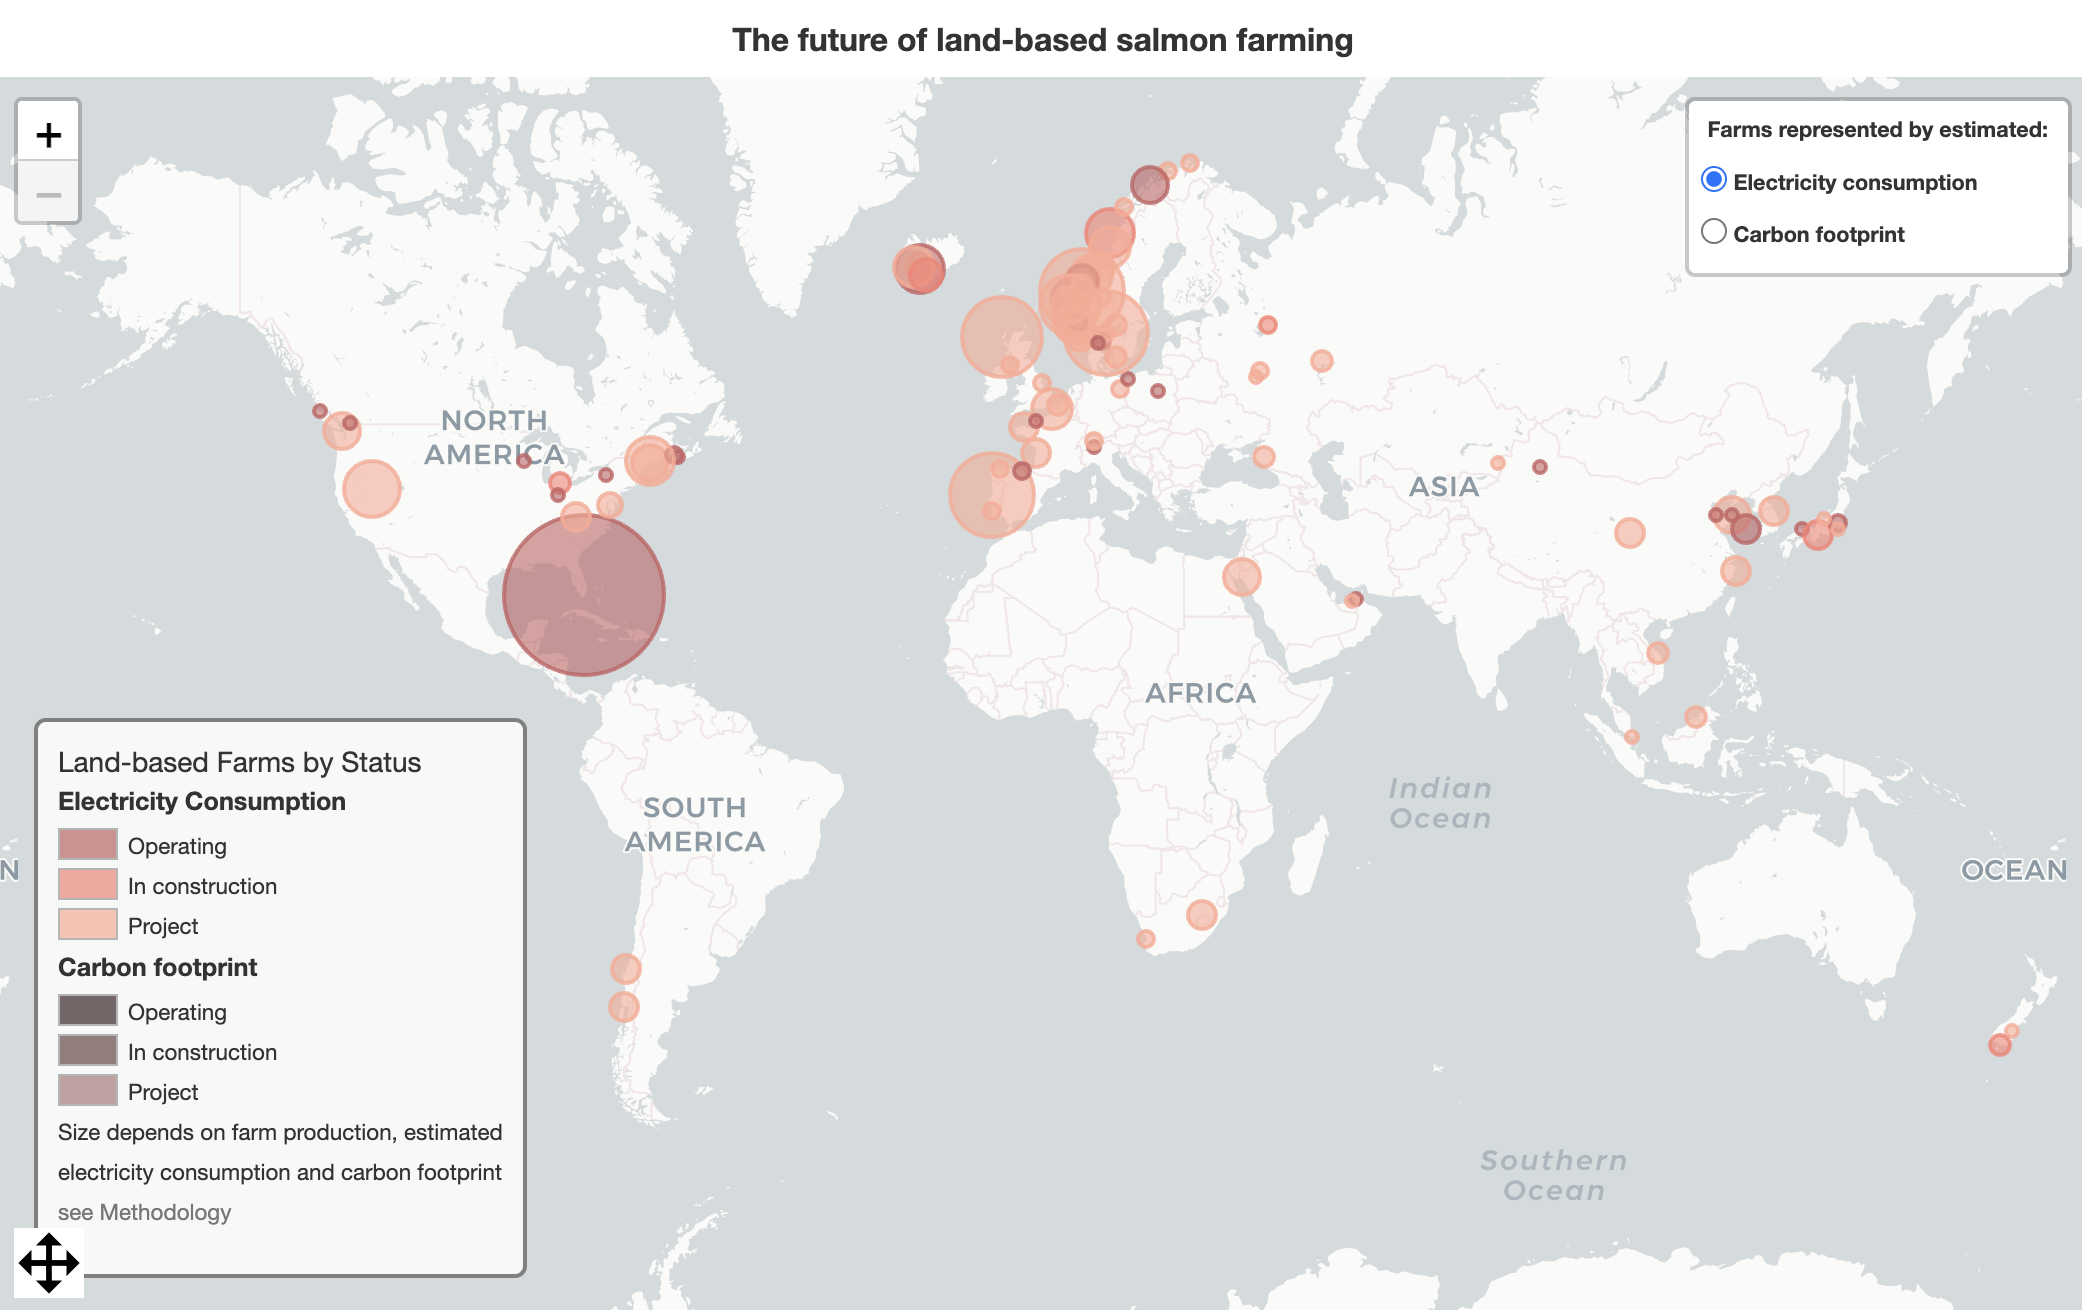 The future of land-based salmon farming
+
−
Farms represented by estimated:
Electricity consumption
Carbon footprint
NORTH
AMERICA
ASIA
AFRICA
SOUTH
AMERICA
Indian
Ocean
OCEAN
N
Southern
Ocean
Land-based Farms by Status
Electricity Consumption
Operating
In construction
Project
Carbon footprint
Operating
In construction
Project
Size depends on farm production, estimated
electricity consumption and carbon footprint
see Methodology